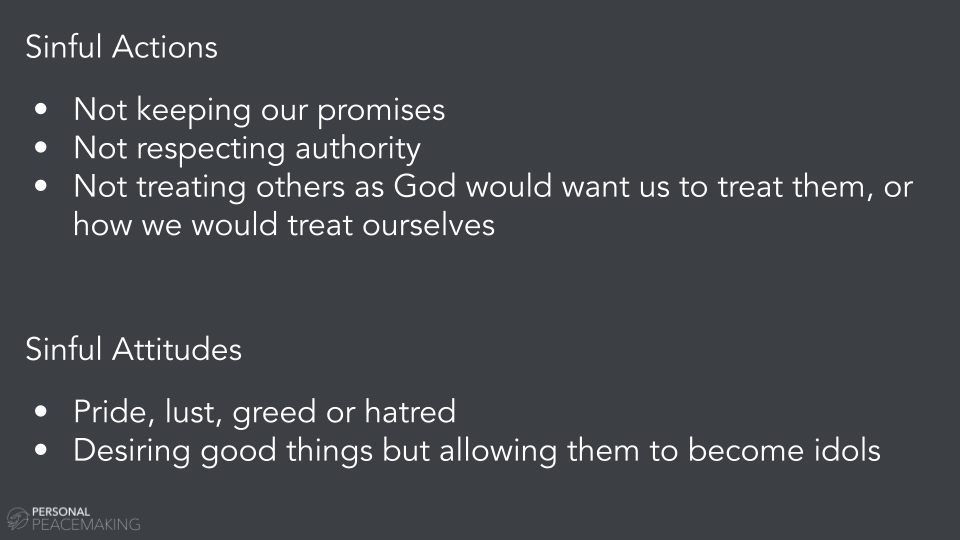 Sinful Actions
● Not keeping our promises
● Not respecting authority
● Not treating others as God would want us to treat them, or
how we would treat ourselves
Sinful Attitudes
● Pride, lust, greed or hatred
● Desiring good things but allowing them to become idols
PERSONAL
PEACEMAKING